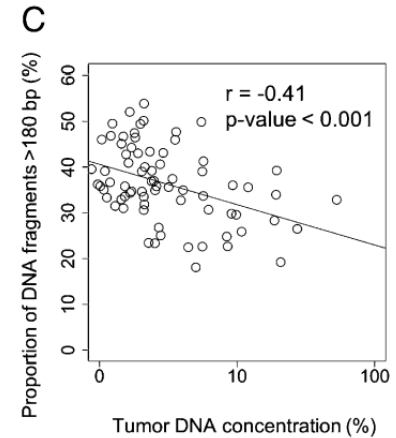 C
Proportion of DNA fragments >180 bp (%)
60
50
40
30
20
10
0
r = -0.41
p-value < 0.001
0
10
100
Tumor DNA concentration (%)